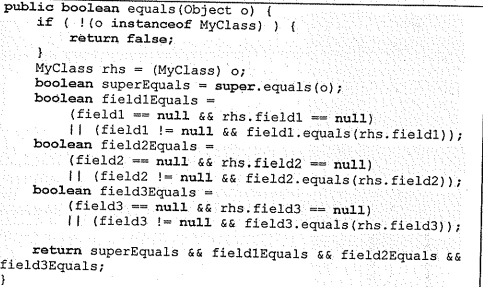 public boolean equals(Object o) {
    if ( !(o instanceof MyClass) ) {
        return false;
    }
    MyClass rhs = (MyClass) o;
    boolean superEquals = super.equals(o);
    boolean field1Equals =
        (field1 == null && rhs.field1 == null)
        || (field1 != null && field1.equals(rhs.field1));
    boolean field2Equals =
        (field2 == null && rhs.field2 == null)
        || (field2 != null && field2.equals(rhs.field2));
    boolean field3Equals =
        (field3 == null && rhs.field3 == null)
        || (field3 != null && field3.equals(rhs.field3));
    return superEquals && field1Equals && field2Equals &&
field3Equals;
}